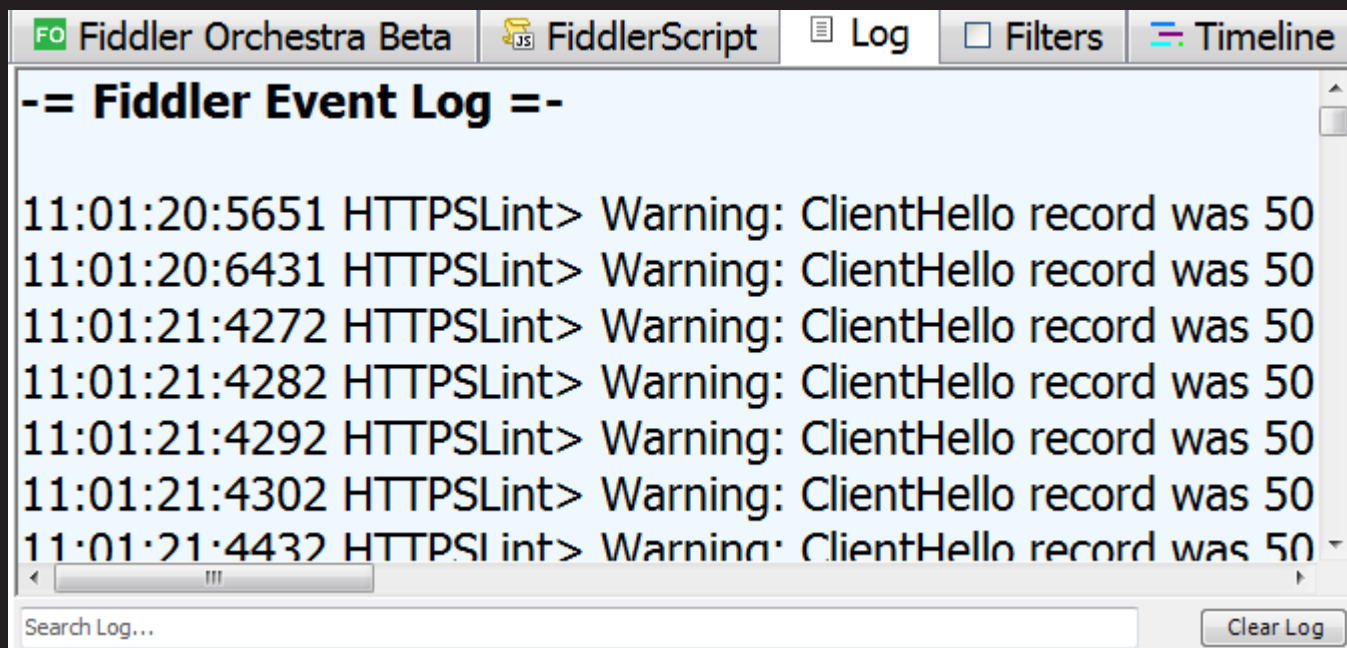 FO Fiddler Orchestra Beta JS FiddlerScript Log Filters Timeline
-= Fiddler Event Log =-
11:01:20:5651 HTTPSLint> Warning: ClientHello record was 50
11:01:20:6431 HTTPSLint> Warning: ClientHello record was 50
11:01:21:4272 HTTPSLint> Warning: ClientHello record was 50
11:01:21:4282 HTTPSLint> Warning: ClientHello record was 50
11:01:21:4292 HTTPSLint> Warning: ClientHello record was 50
11:01:21:4302 HTTPSLint> Warning: ClientHello record was 50
11:01:21:4432 HTTPSLint> Warning: ClientHello record was 50
Search Log... Clear Log